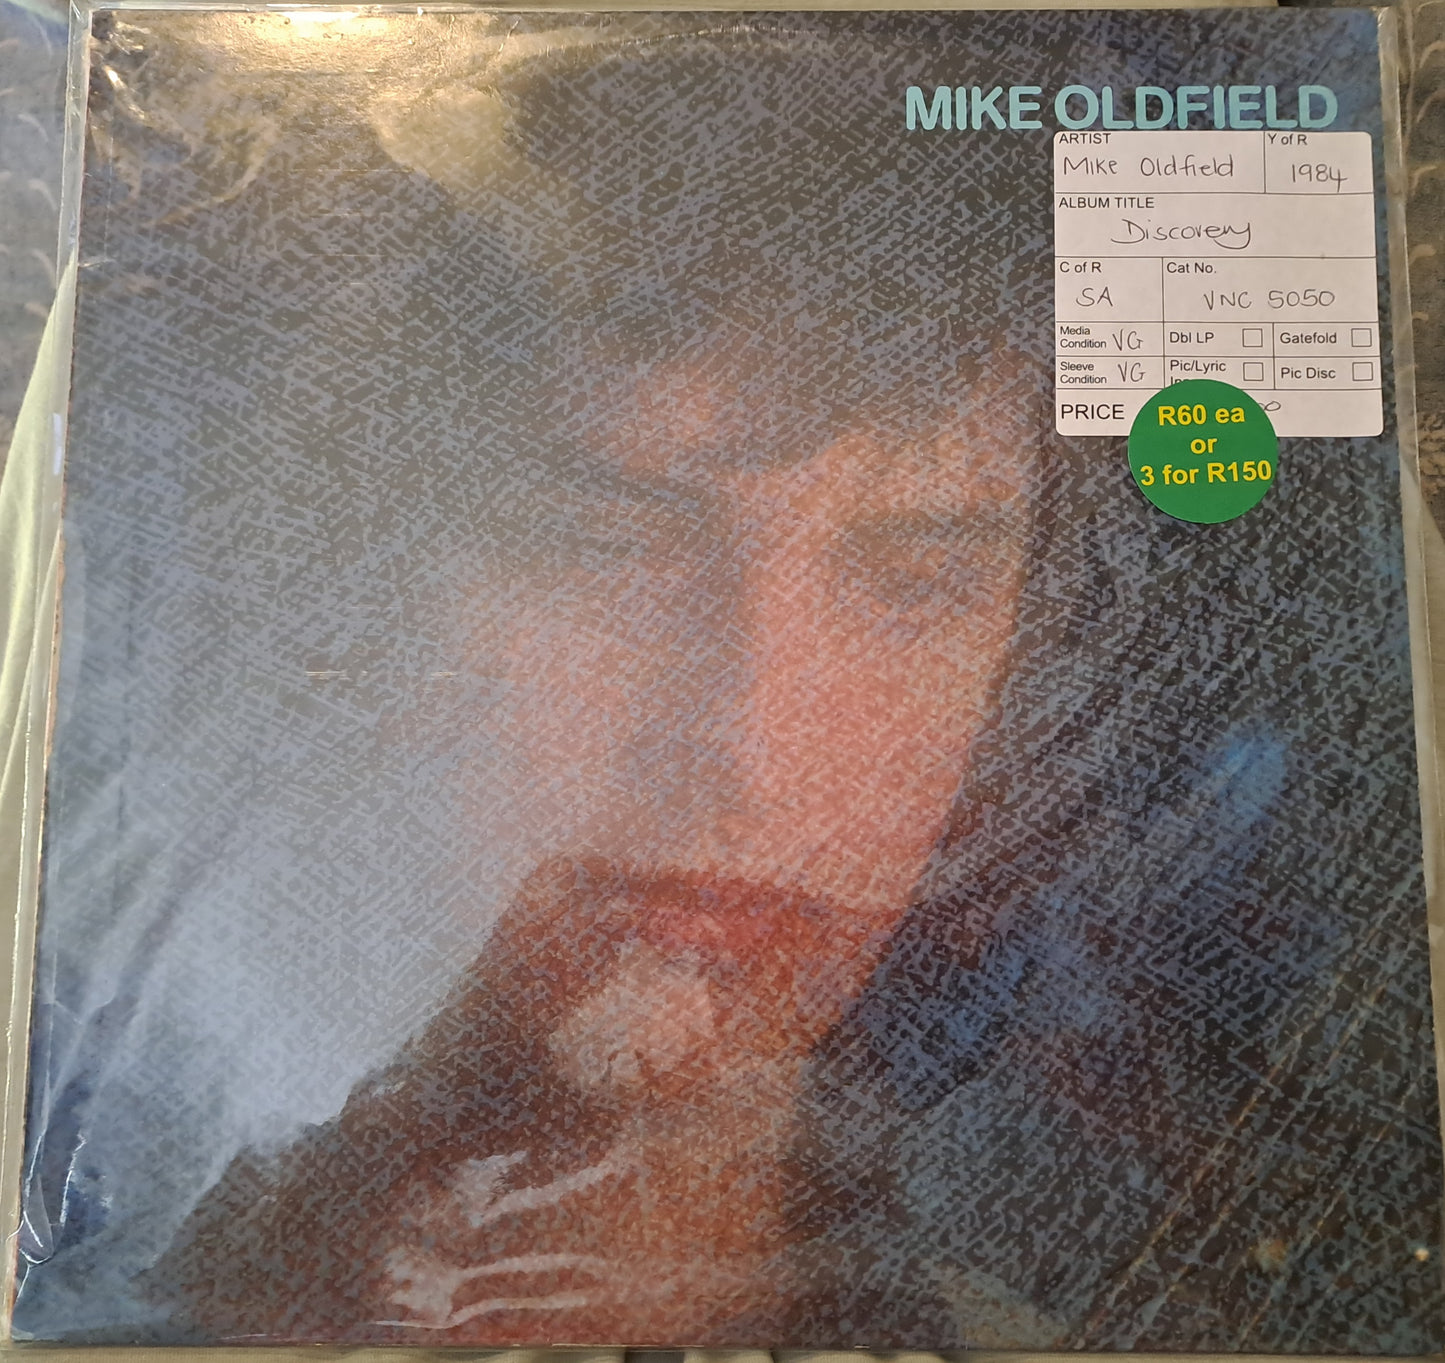 MIKE OLDFIELD
ARTIST Y of R
Mike Oldfield 1984
ALBUM TITLE
Discovery
C of R Cat No.
SA VNC 5050
Media Condition VG Dbl LP Gatefold
Sleeve Condition VG Pic/Lyric Pic Disc
PRICE
R60 ea
or
3 for R150